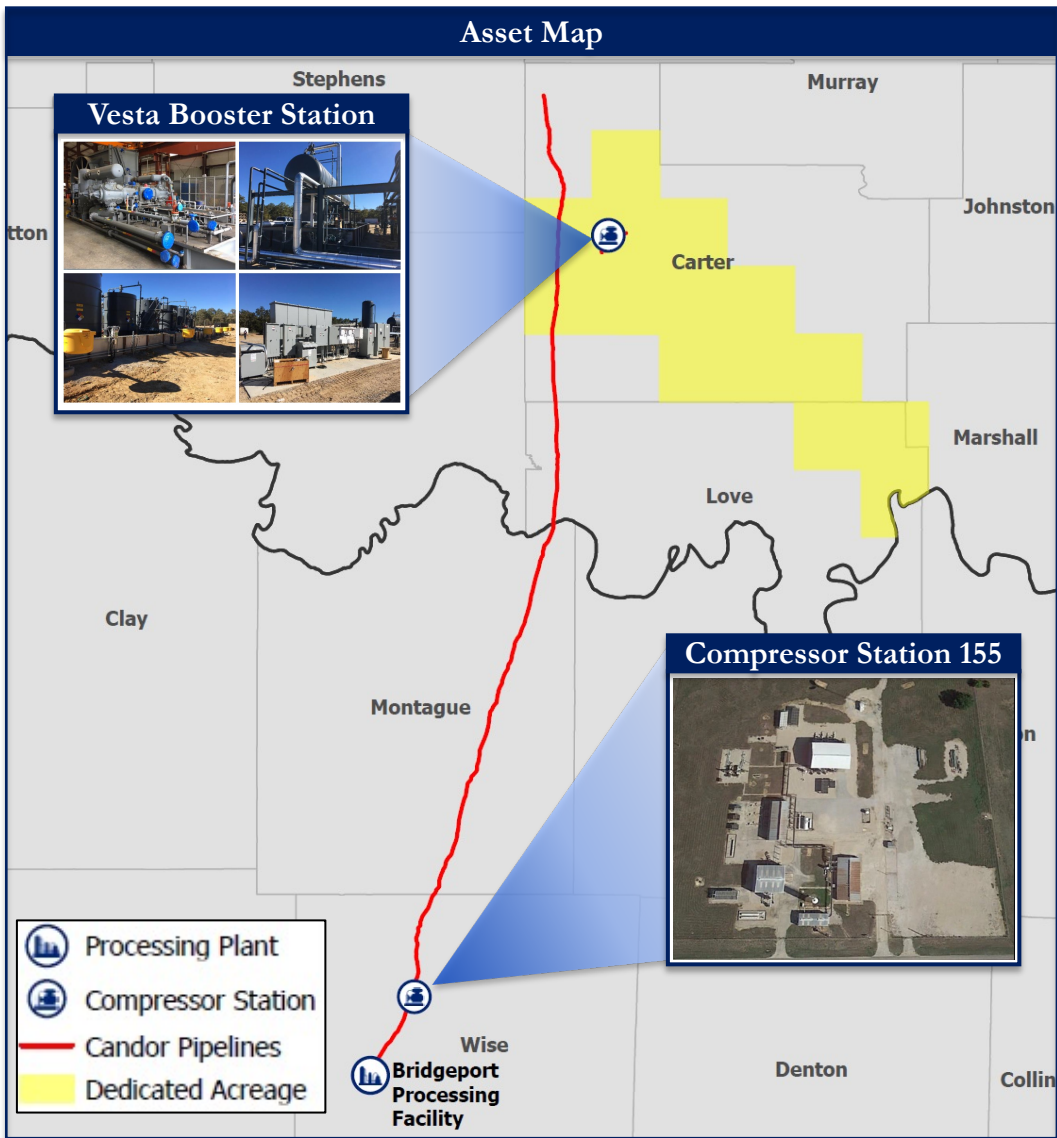 Asset Map
Stephens
Murray
Vesta Booster Station
Johnston
tton
Carter
Marshall
Love
Clay
Compressor Station 155
Montague
on
Processing Plant
Compressor Station
Candor Pipelines
Dedicated Acreage
Wise
Bridgeport
Processing
Facility
Denton
Collin